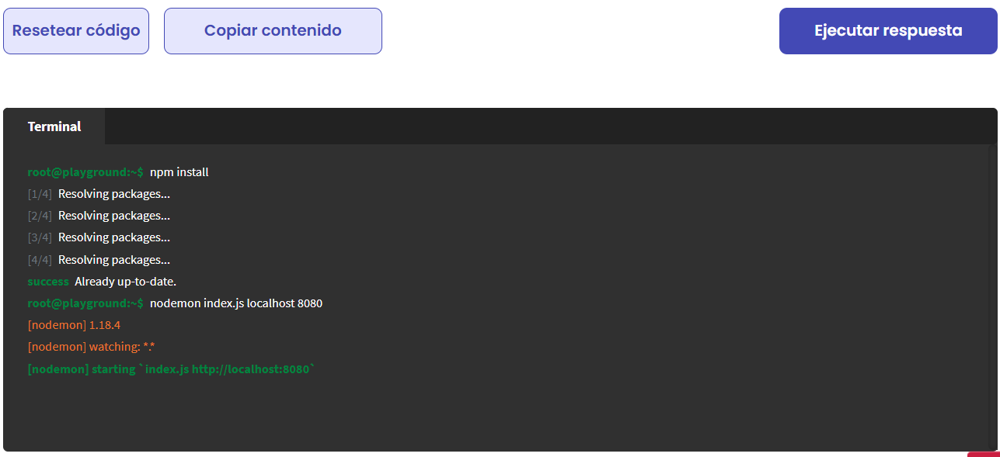 Resetear código
Copiar contenido
Ejecutar respuesta
Terminal
root@playground:~$ npm install
[1/4] Resolving packages...
[2/4] Resolving packages...
[3/4] Resolving packages...
[4/4] Resolving packages...
success Already up-to-date.
root@playground:~$ nodemon index.js localhost 8080
[nodemon] 1.18.4
[nodemon] watching: *.*
[nodemon] starting `index.js http://localhost:8080`